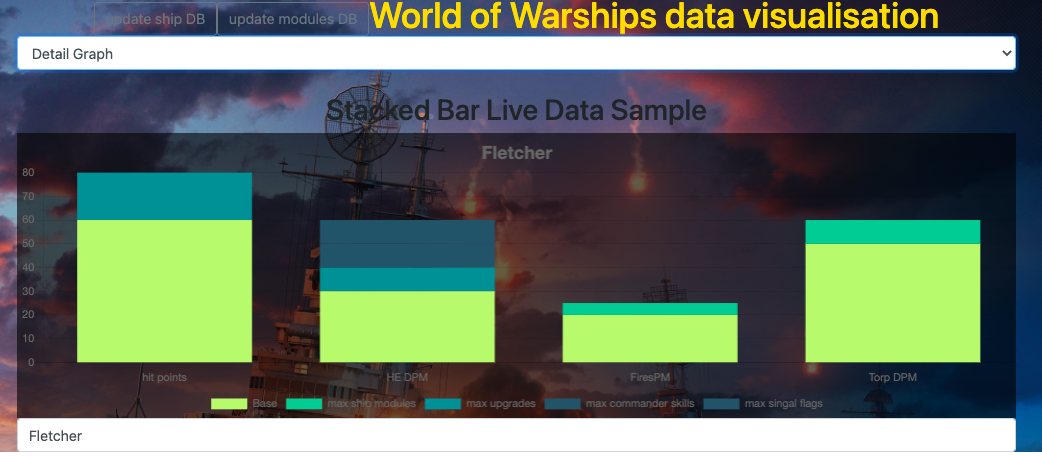 update ship DB update modules DB World of Warships data visualisation
Detail Graph
Stacked Bar Live Data Sample
Fletcher
80
70
60
50
40
30
20
10
0
hit points HE DPM FiresPM Torp DPM
Base max ship modules max upgrades max commander skills max singal flags
Fletcher